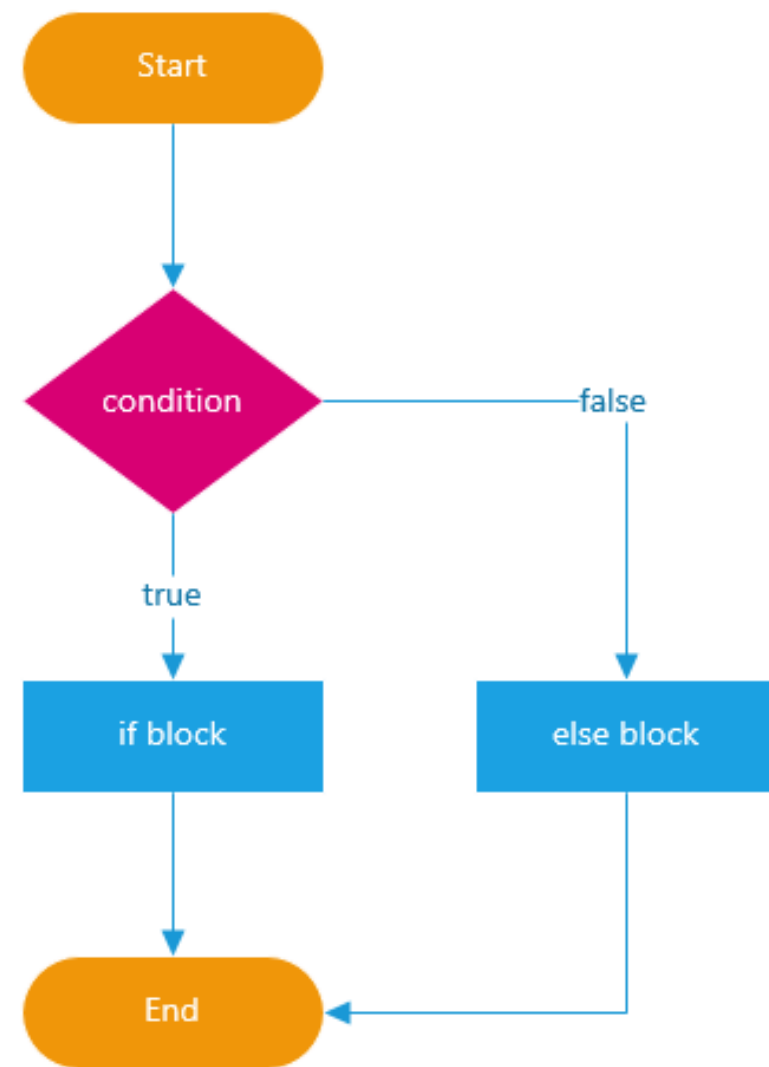 Start
condition
false
true
if block
else block
End